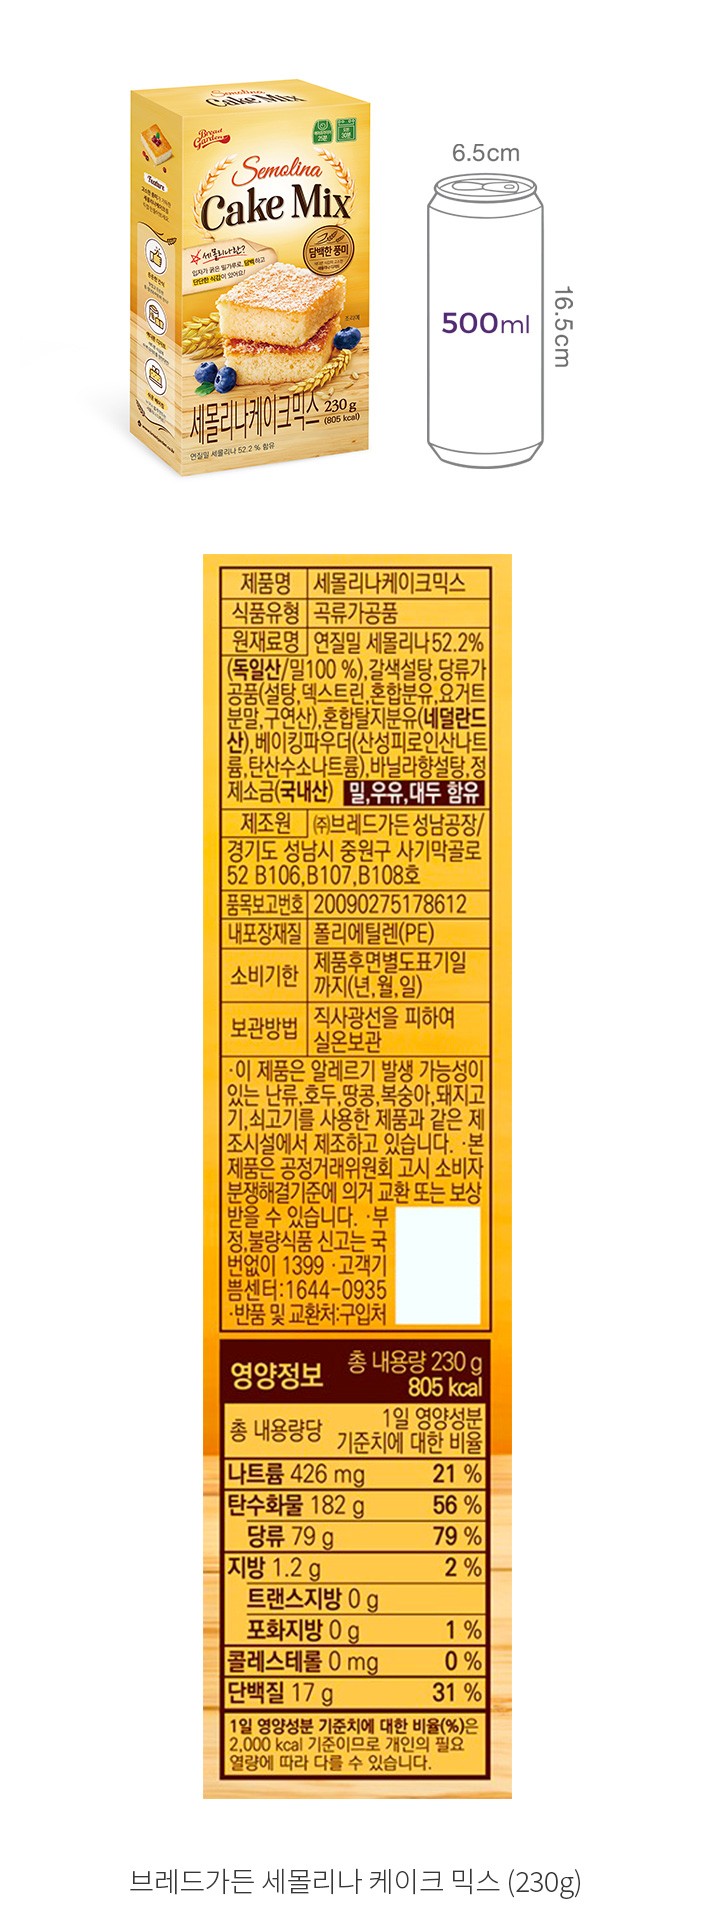 Semolina
Cake Mix
Bread Garden
Semolina
Cake Mix
Feature
세몰리나란?
입자가 굵은 밀가루로, 담백하고
단단한 식감이 있어요!
담백한 풍미
세몰리나케이크믹스 230 g
(805 kcal)
연질밀 세몰리나 52.2 % 함유
6.5cm
500ml
16.5cm
제품명 세몰리나케이크믹스
식품유형 곡류가공품
원재료명 연질밀 세몰리나52.2%
(독일산/밀100 %),갈색설탕,당류가
공품(설탕,덱스트린,혼합분유,요거트
분말,구연산),혼합탈지분유(네덜란드
산),베이킹파우더(산성피로인산나트
륨,탄산수소나트륨),바닐라향설탕,정
제소금(국내산) 밀,우유,대두 함유
제조원 ㈜브레드가든 성남공장/
경기도 성남시 중원구 사기막골로
52 B106,B107,B108호
품목보고번호 20090275178612
내포장재질 폴리에틸렌(PE)
소비기한 제품후면별도표기일
까지(년,월,일)
보관방법 직사광선을 피하여
실온보관
·이 제품은 알레르기 발생 가능성이
있는 난류,호두,땅콩,복숭아,돼지고
기,쇠고기를 사용한 제품과 같은 제
조시설에서 제조하고 있습니다. ·본
제품은 공정거래위원회 고시 소비자
분쟁해결기준에 의거 교환 또는 보상
받을 수 있습니다. ·부
정,불량식품 신고는 국
번없이 1399 ·고객기
쁨센터:1644-0935
·반품 및 교환처:구입처
영양정보 총 내용량 230 g
805 kcal
총 내용량당 1일 영양성분
기준치에 대한 비율
나트륨 426 mg 21 %
탄수화물 182 g 56 %
당류 79 g 79 %
지방 1.2 g 2 %
트랜스지방 0 g
포화지방 0 g 1 %
콜레스테롤 0 mg 0 %
단백질 17 g 31 %
1일 영양성분 기준치에 대한 비율(%)은
2,000 kcal 기준이므로 개인의 필요
열량에 따라 다를 수 있습니다.
브레드가든 세몰리나 케이크 믹스 (230g)